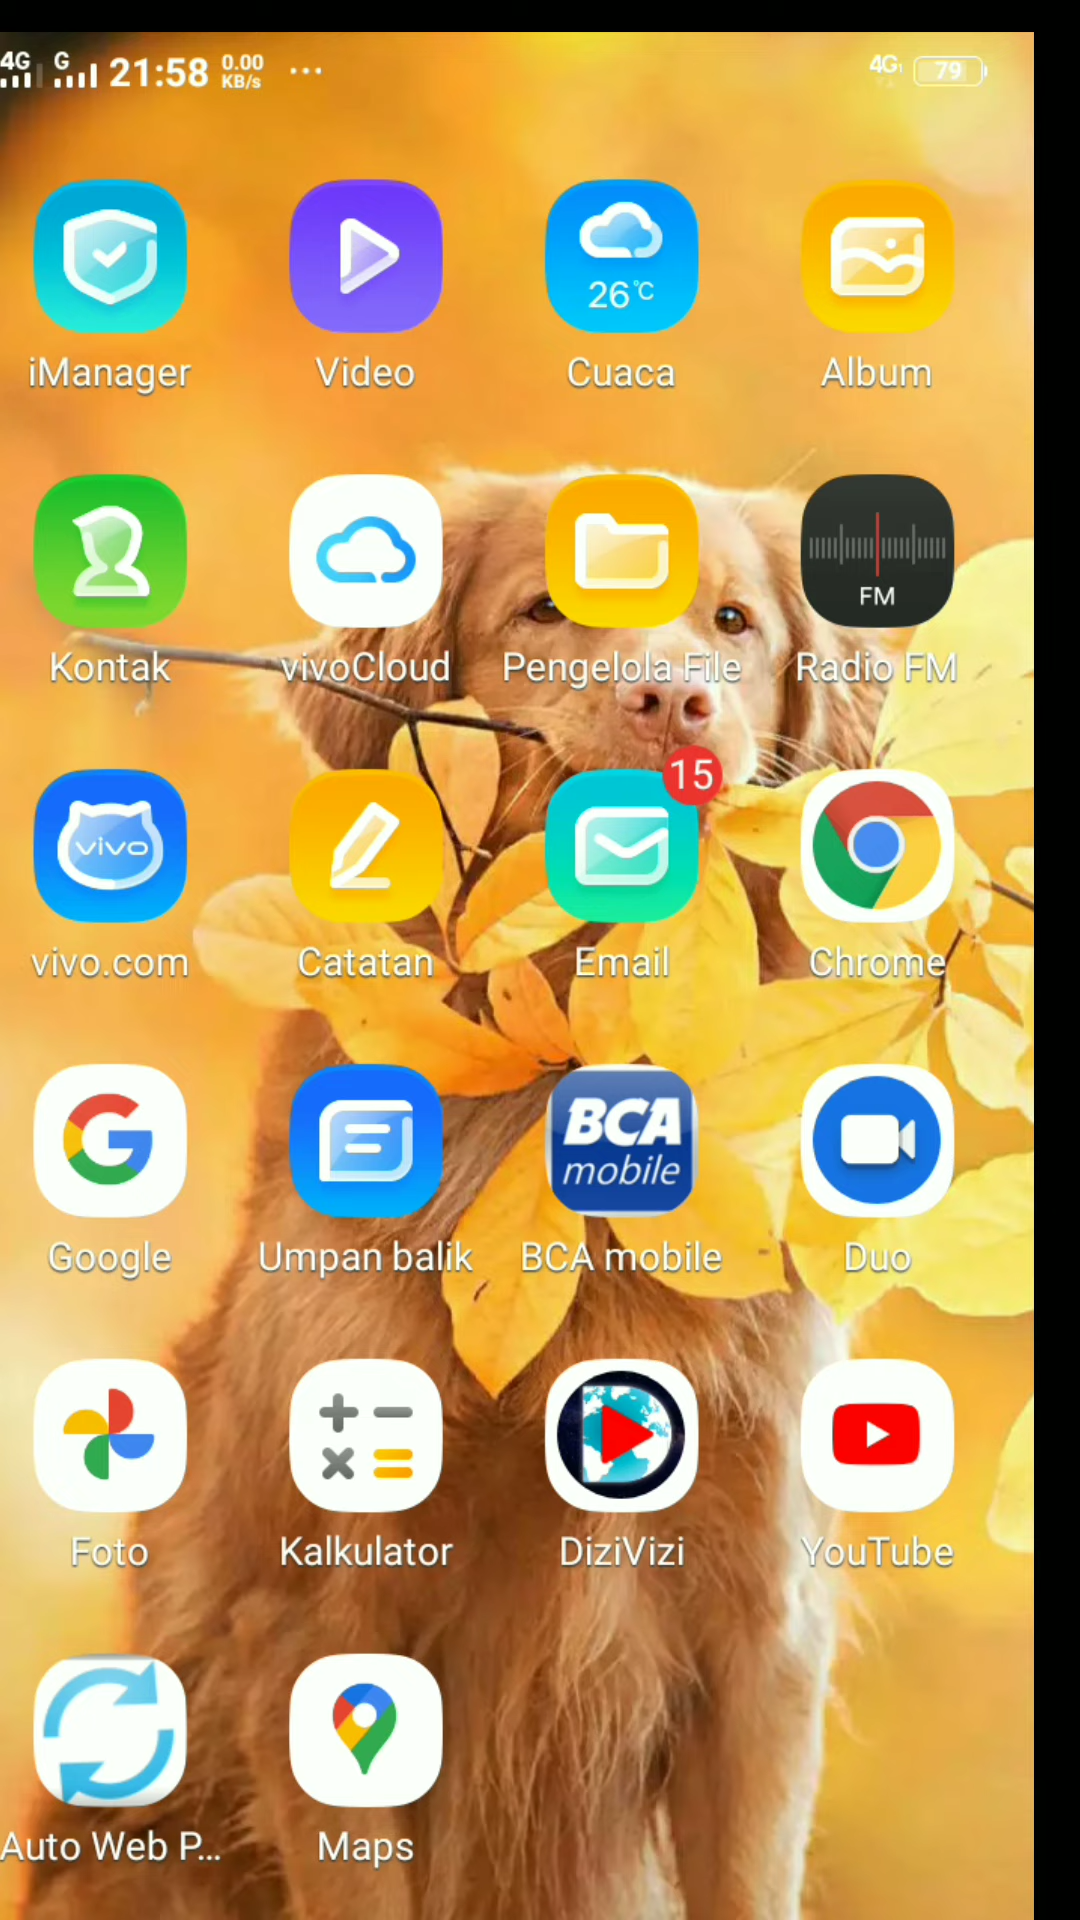 4G G 21:58 0.00 KB/s ... 4G 79
26°C
iManager Video Cuaca Album
FM
Kontak vivoCloud Pengelola File Radio FM
vivo 15
vivo.com Catatan Email Chrome
BCA
mobile
Google Umpan balik BCA mobile Duo
Foto Kalkulator DiziVizi YouTube
Auto Web P... Maps